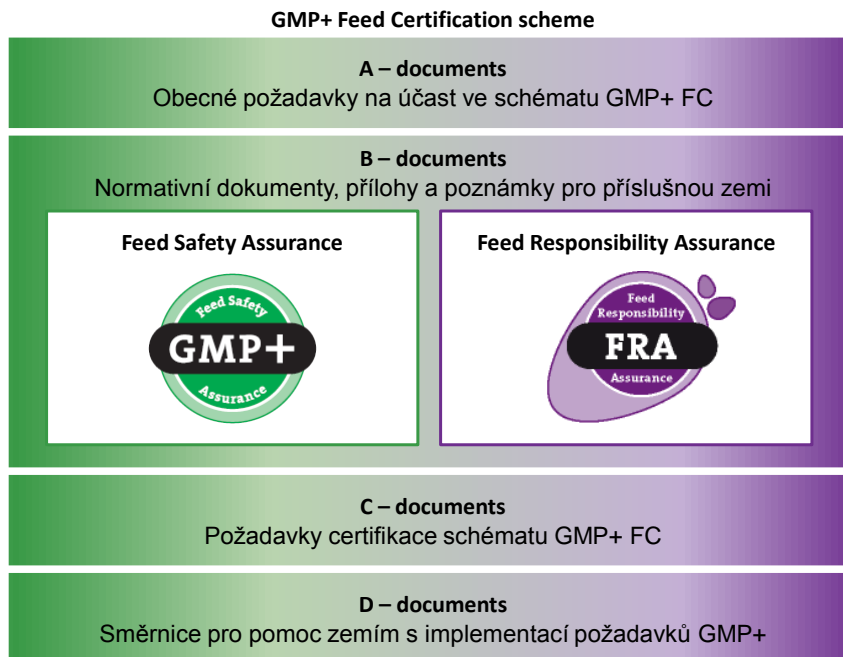 GMP+ Feed Certification scheme
A – documents
Obecné požadavky na účast ve schématu GMP+ FC
B – documents
Normativní dokumenty, přílohy a poznámky pro příslušnou zemi
Feed Safety Assurance
Feed Safety
GMP+
Assurance
Feed Responsibility Assurance
Feed
Responsibility
FRA
Assurance
C – documents
Požadavky certifikace schématu GMP+ FC
D – documents
Směrnice pro pomoc zemím s implementací požadavků GMP+